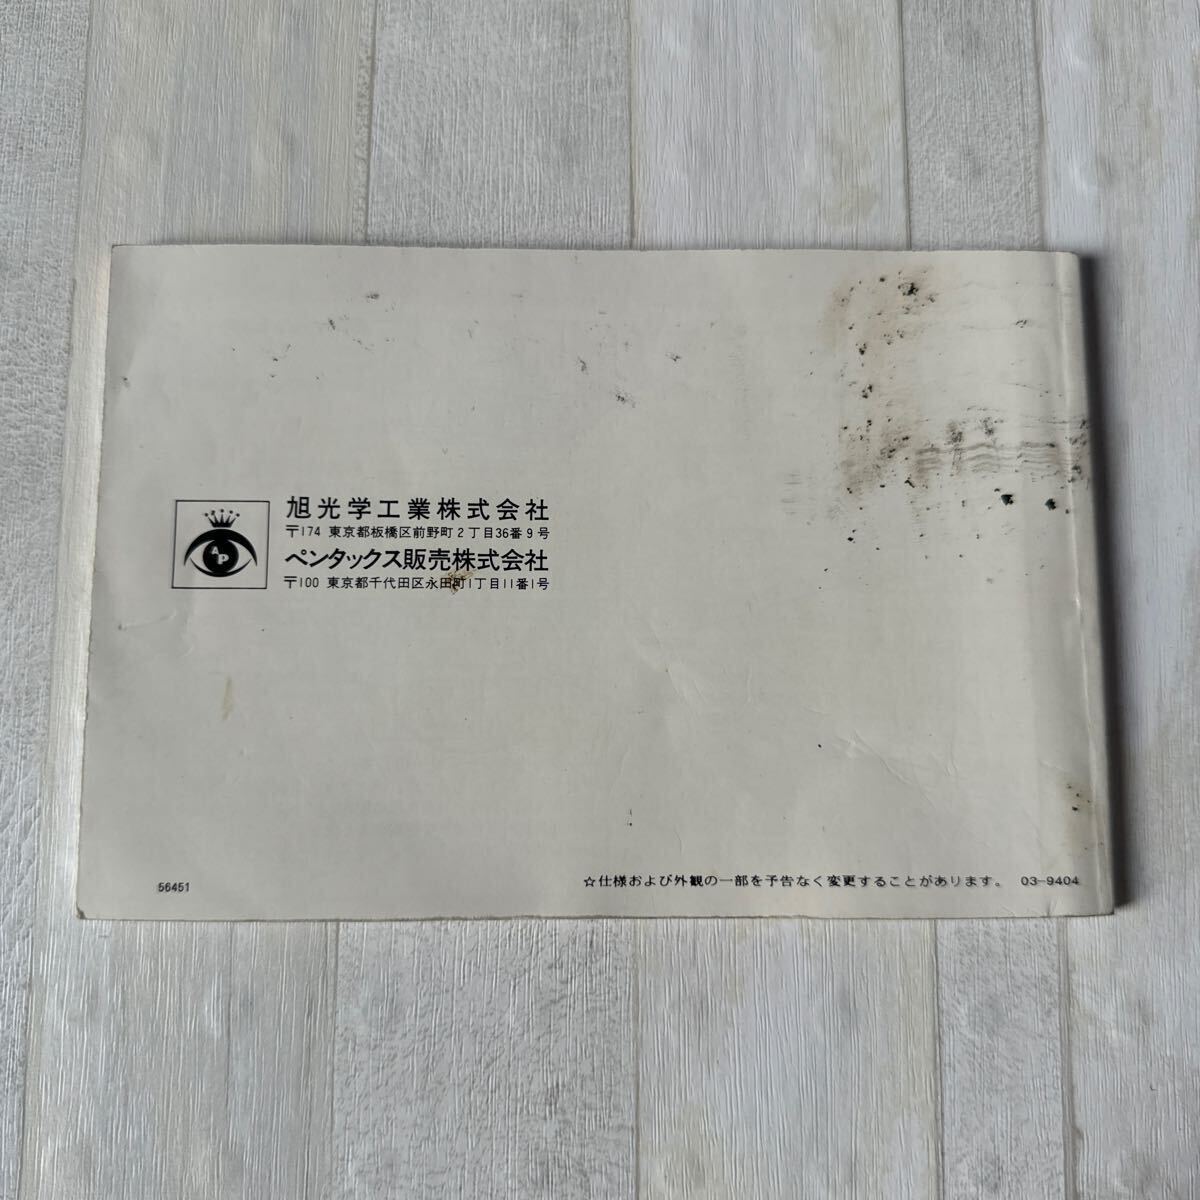 AP
旭光学工業株式会社
〒174 東京都板橋区前野町2丁目36番9号
ペンタックス販売株式会社
〒100 東京都千代田区永田町1丁目11番1号
56451
☆仕様および外観の一部を予告なく変更することがあります。 03-9404